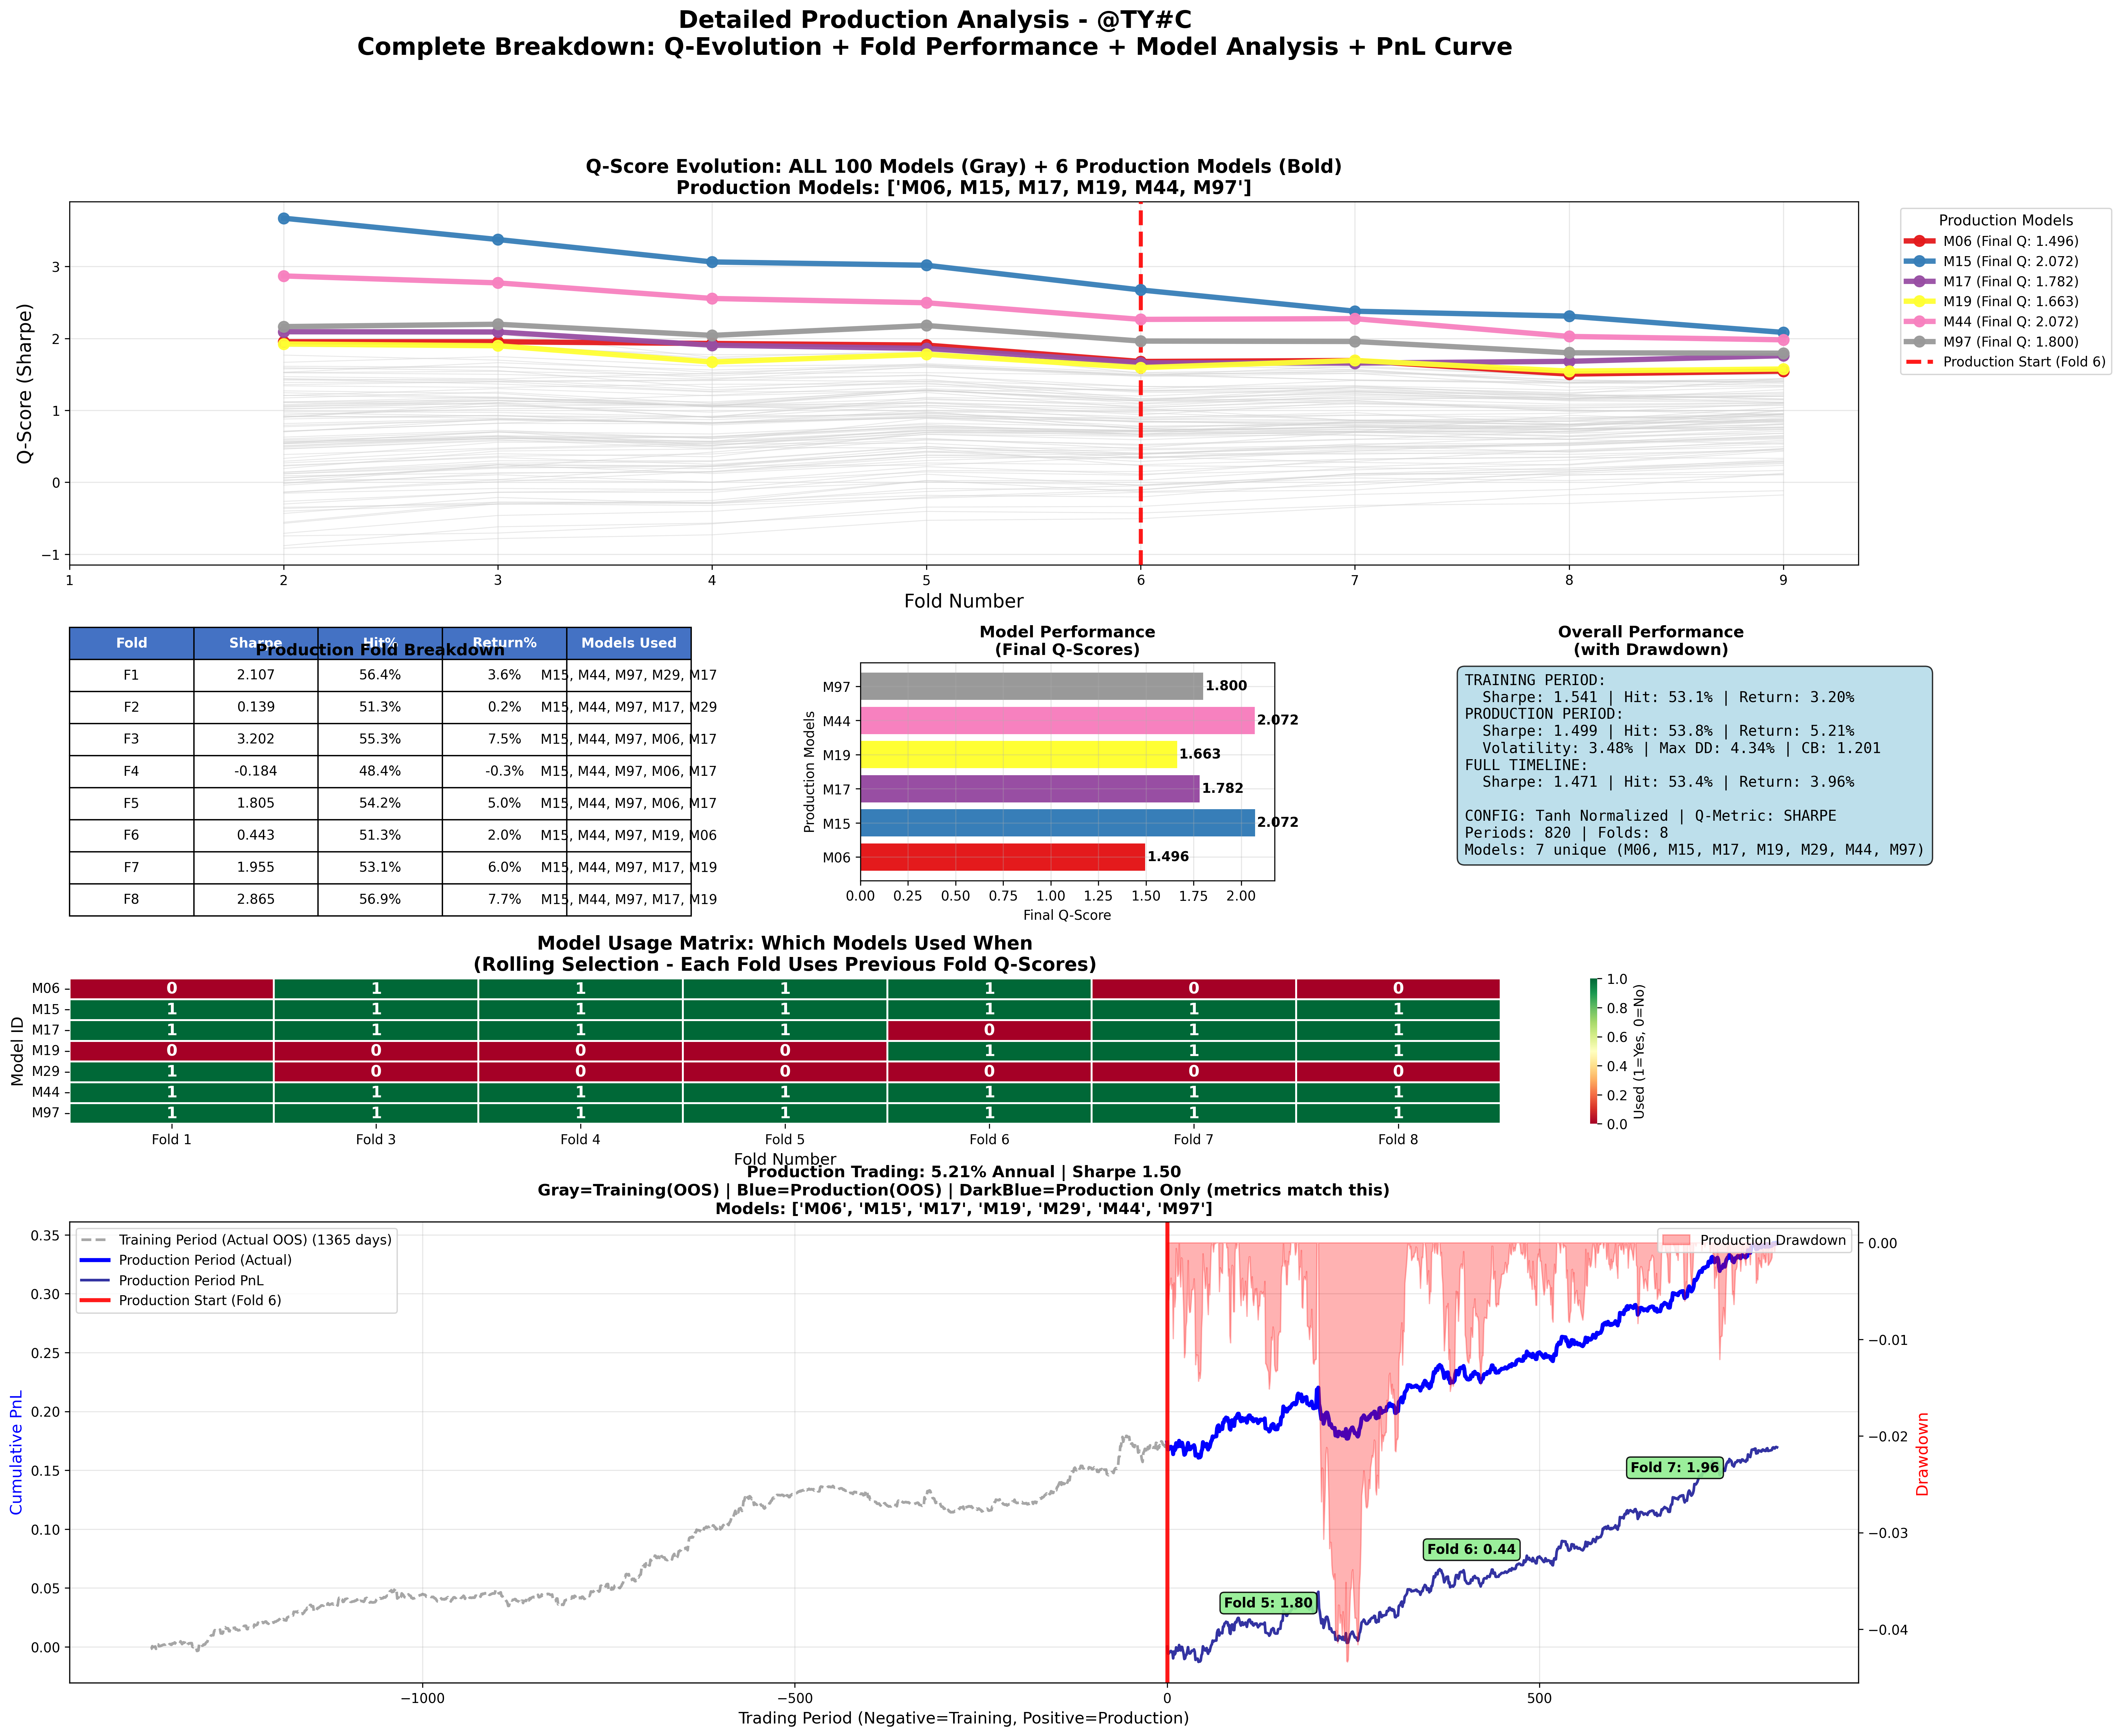 Detailed Production Analysis - @TY#C
Complete Breakdown: Q-Evolution + Fold Performance + Model Analysis + PnL Curve
Q-Score Evolution: ALL 100 Models (Gray) + 6 Production Models (Bold)
Production Models: ['M06, M15, M17, M19, M44, M97']
Q-Score (Sharpe)
3
2
1
0
−1
1 2 3 4 5 6 7 8 9
Fold Number
Production Models
M06 (Final Q: 1.496)
M15 (Final Q: 2.072)
M17 (Final Q: 1.782)
M19 (Final Q: 1.663)
M44 (Final Q: 2.072)
M97 (Final Q: 1.800)
Production Start (Fold 6)
Production Fold Breakdown
Fold Sharpe Hit% Return% Models Used
F1 2.107 56.4% 3.6% M15, M44, M97, M29, M17
F2 0.139 51.3% 0.2% M15, M44, M97, M17, M29
F3 3.202 55.3% 7.5% M15, M44, M97, M06, M17
F4 -0.184 48.4% -0.3% M15, M44, M97, M06, M17
F5 1.805 54.2% 5.0% M15, M44, M97, M06, M17
F6 0.443 51.3% 2.0% M15, M44, M97, M19, M06
F7 1.955 53.1% 6.0% M15, M44, M97, M17, M19
F8 2.865 56.9% 7.7% M15, M44, M97, M17, M19
Model Performance
(Final Q-Scores)
Production Models
M97 1.800
M44 2.072
M19 1.663
M17 1.782
M15 2.072
M06 1.496
0.00 0.25 0.50 0.75 1.00 1.25 1.50 1.75 2.00
Final Q-Score
Overall Performance
(with Drawdown)
TRAINING PERIOD:
Sharpe: 1.541 | Hit: 53.1% | Return: 3.20%
PRODUCTION PERIOD:
Sharpe: 1.499 | Hit: 53.8% | Return: 5.21%
Volatility: 3.48% | Max DD: 4.34% | CB: 1.201
FULL TIMELINE:
Sharpe: 1.471 | Hit: 53.4% | Return: 3.96%
CONFIG: Tanh Normalized | Q-Metric: SHARPE
Periods: 820 | Folds: 8
Models: 7 unique (M06, M15, M17, M19, M29, M44, M97)
Model Usage Matrix: Which Models Used When
(Rolling Selection - Each Fold Uses Previous Fold Q-Scores)
Model ID
M06 0 1 1 1 1 0 0
M15 1 1 1 1 1 1 1
M17 1 1 1 1 0 1 1
M19 0 0 0 0 1 1 1
M29 1 0 0 0 0 0 0
M44 1 1 1 1 1 1 1
M97 1 1 1 1 1 1 1
Fold 1 Fold 3 Fold 4 Fold 5 Fold 6 Fold 7 Fold 8
Fold Number
1.0
0.8
0.6
0.4
0.2
0.0
Used (1=Yes, 0=No)
Production Trading: 5.21% Annual | Sharpe 1.50
Gray=Training(OOS) | Blue=Production(OOS) | DarkBlue=Production Only (metrics match this)
Models: ['M06', 'M15', 'M17', 'M19', 'M29', 'M44', 'M97']
Cumulative PnL
0.35
0.30
0.25
0.20
0.15
0.10
0.05
0.00
Training Period (Actual OOS) (1365 days)
Production Period (Actual)
Production Period PnL
Production Start (Fold 6)
Production Drawdown
Fold 5: 1.80
Fold 6: 0.44
Fold 7: 1.96
0.00
−0.01
−0.02
−0.03
−0.04
Drawdown
−1000 −500 0 500
Trading Period (Negative=Training, Positive=Production)